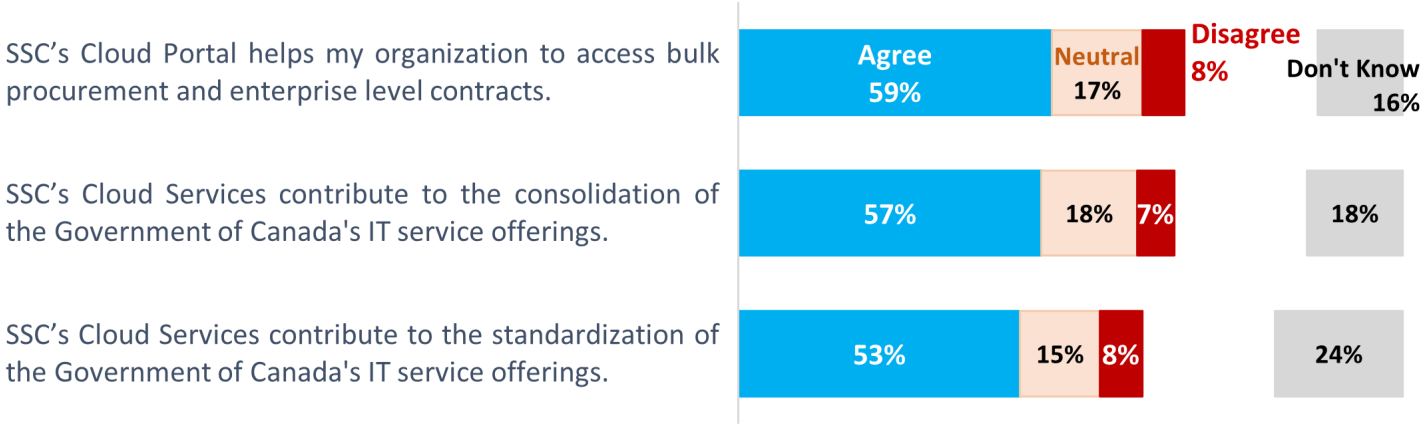 SSC’s Cloud Portal helps my organization to access bulk
procurement and enterprise level contracts.
Agree
59%
Neutral
17%
Disagree
8%
Don't Know
16%
SSC’s Cloud Services contribute to the consolidation of
the Government of Canada's IT service offerings.
57%
18%
7%
18%
SSC’s Cloud Services contribute to the standardization of
the Government of Canada's IT service offerings.
53%
15%
8%
24%